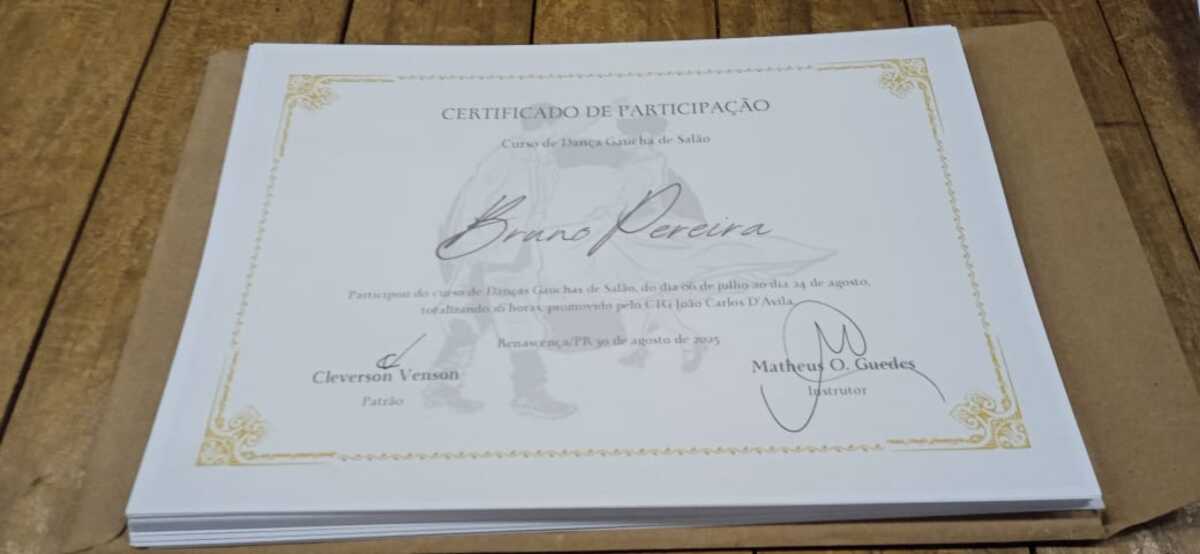 CERTIFICADO DE PARTICIPAÇÃO
Curso de Dança Gaucha de Salão
Bruno Pereira
Participou do curso de Danças Gauchas de Salão, do dia 06 de julho ao dia 24 de agosto,
totalizando 16 horas, promovido pelo CTG João Carlos D'Avila.
Renascença/PR 30 de agosto de 2025
Cleverson Venson
Patrão
Matheus O. Guedes
Instrutor